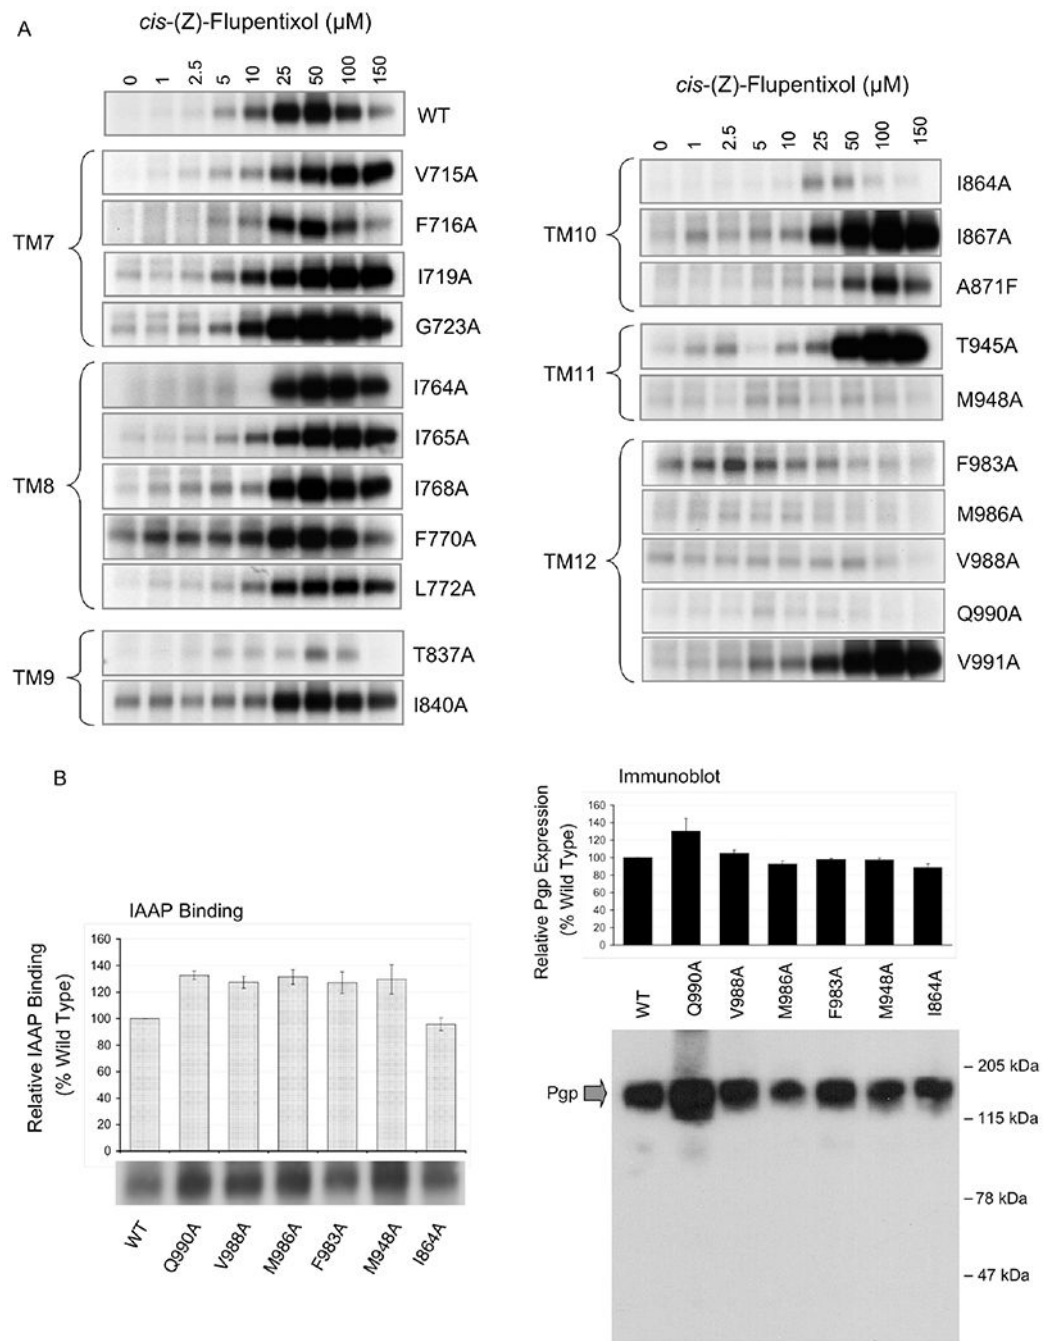 A
cis-(Z)-Flupentixol (µM)
0 1 2.5 5 10 25 50 100 150
WT
TM7
V715A
F716A
I719A
G723A
TM8
I764A
I765A
I768A
F770A
L772A
TM9
T837A
I840A
cis-(Z)-Flupentixol (µM)
0 1 2.5 5 10 25 50 100 150
TM10
I864A
I867A
A871F
TM11
T945A
M948A
TM12
F983A
M986A
V988A
Q990A
V991A
B
IAAP Binding
Relative IAAP Binding
(% Wild Type)
160
140
120
100
80
60
40
20
0
WT Q990A V988A M986A F983A M948A I864A
Immunoblot
Relative Pgp Expression
(% Wild Type)
160
140
120
100
80
60
40
20
0
WT Q990A V988A M986A F983A M948A I864A
Pgp
– 205 kDa
– 115 kDa
– 78 kDa
– 47 kDa